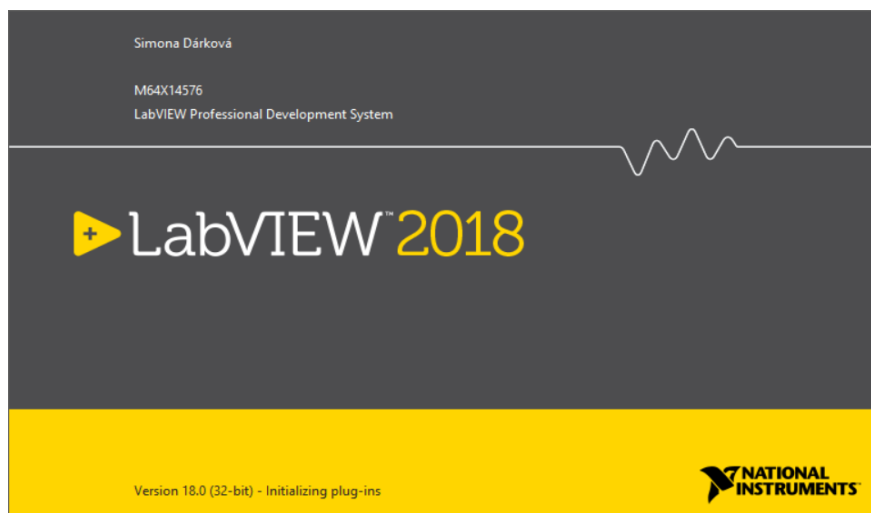 Simona Dárková
M64X14576
LabVIEW Professional Development System
LabVIEW™ 2018
Version 18.0 (32-bit) - Initializing plug-ins
NATIONAL
INSTRUMENTS™